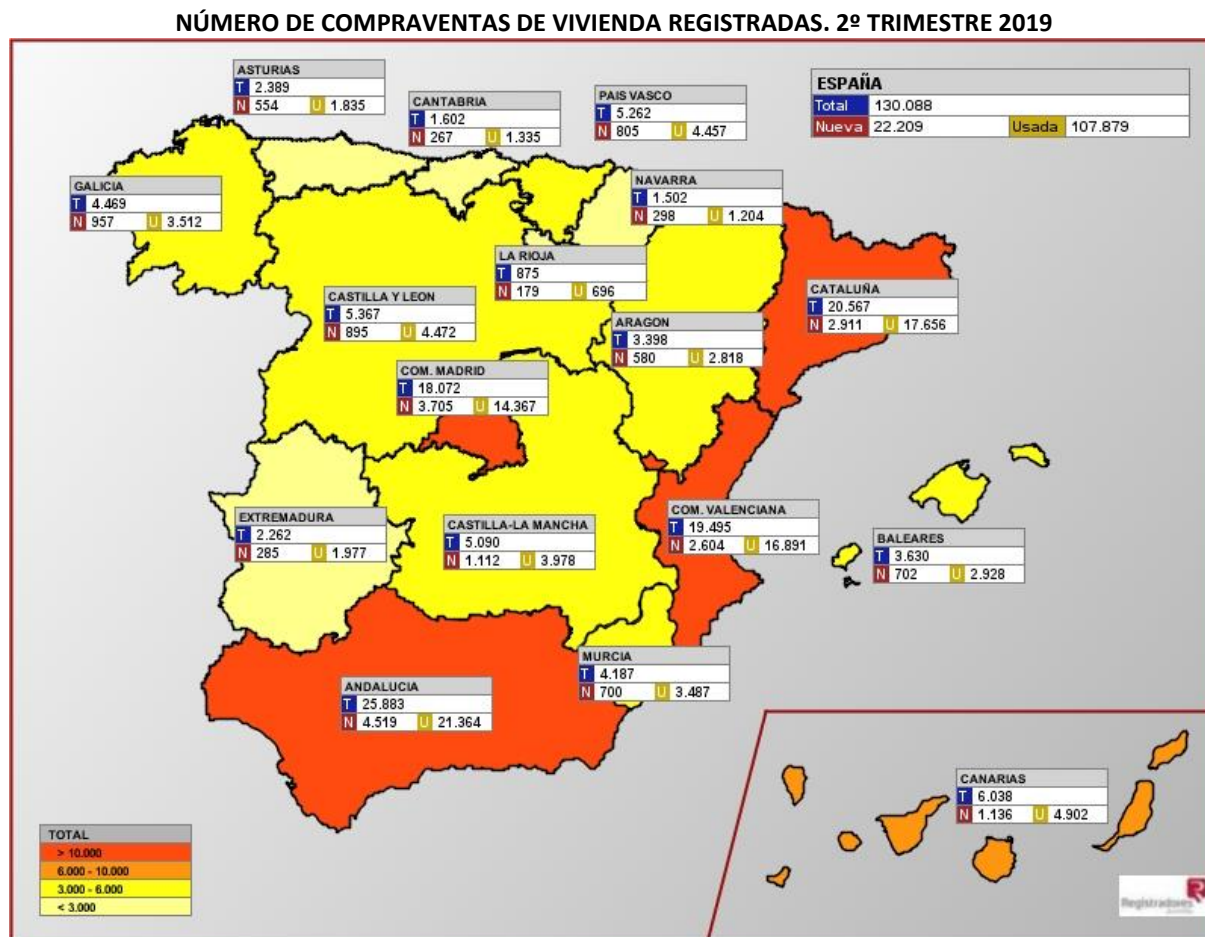 NÚMERO DE COMPRAVENTAS DE VIVIENDA REGISTRADAS. 2º TRIMESTRE 2019
ASTURIAS
T 2.389
N 554 U 1.835
CANTABRIA
T 1.602
N 267 U 1.335
PAIS VASCO
T 5.262
N 805 U 4.457
ESPAÑA
Total 130.088
Nueva 22.209 Usada 107.879
GALICIA
T 4.469
N 957 U 3.512
NAVARRA
T 1.502
N 298 U 1.204
LA RIOJA
T 875
N 179 U 696
CASTILLA Y LEON
T 5.367
N 895 U 4.472
ARAGON
T 3.398
N 580 U 2.818
CATALUÑA
T 20.567
N 2.911 U 17.656
COM. MADRID
T 18.072
N 3.705 U 14.367
EXTREMADURA
T 2.262
N 285 U 1.977
CASTILLA-LA MANCHA
T 5.090
N 1.112 U 3.978
COM. VALENCIANA
T 19.495
N 2.604 U 16.891
BALEARES
T 3.630
N 702 U 2.928
MURCIA
T 4.187
N 700 U 3.487
ANDALUCIA
T 25.883
N 4.519 U 21.364
CANARIAS
T 6.038
N 1.136 U 4.902
TOTAL
> 10.000
6.000 - 10.000
3.000 - 6.000
< 3.000
Registradores